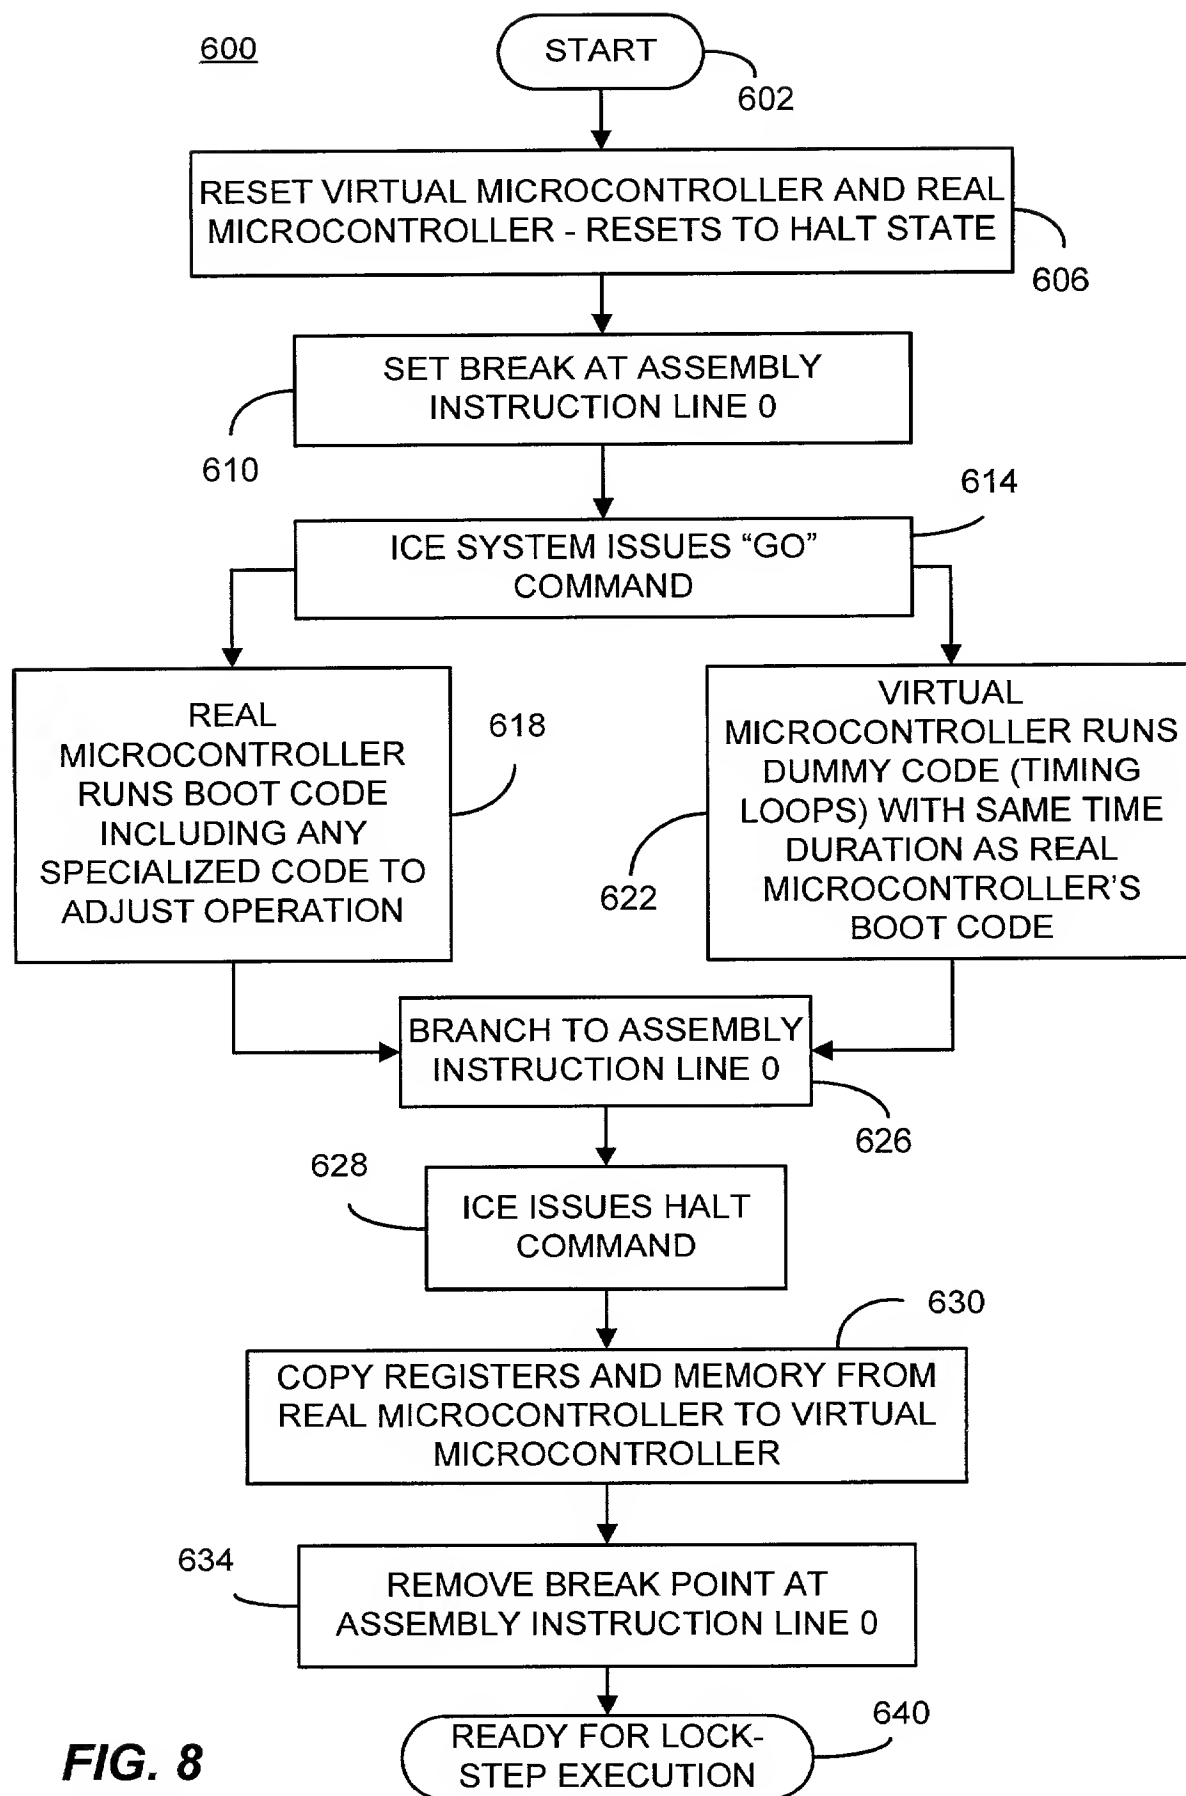 600
START
602
RESET VIRTUAL MICROCONTROLLER AND REAL
MICROCONTROLLER - RESETS TO HALT STATE
606
SET BREAK AT ASSEMBLY
INSTRUCTION LINE 0
610
614
ICE SYSTEM ISSUES “GO”
COMMAND
REAL
MICROCONTROLLER
RUNS BOOT CODE
INCLUDING ANY
SPECIALIZED CODE TO
ADJUST OPERATION
618
VIRTUAL
MICROCONTROLLER RUNS
DUMMY CODE (TIMING
LOOPS) WITH SAME TIME
DURATION AS REAL
MICROCONTROLLER’S
BOOT CODE
622
BRANCH TO ASSEMBLY
INSTRUCTION LINE 0
626
628
ICE ISSUES HALT
COMMAND
630
COPY REGISTERS AND MEMORY FROM
REAL MICROCONTROLLER TO VIRTUAL
MICROCONTROLLER
634
REMOVE BREAK POINT AT
ASSEMBLY INSTRUCTION LINE 0
640
READY FOR LOCK-
STEP EXECUTION
FIG. 8